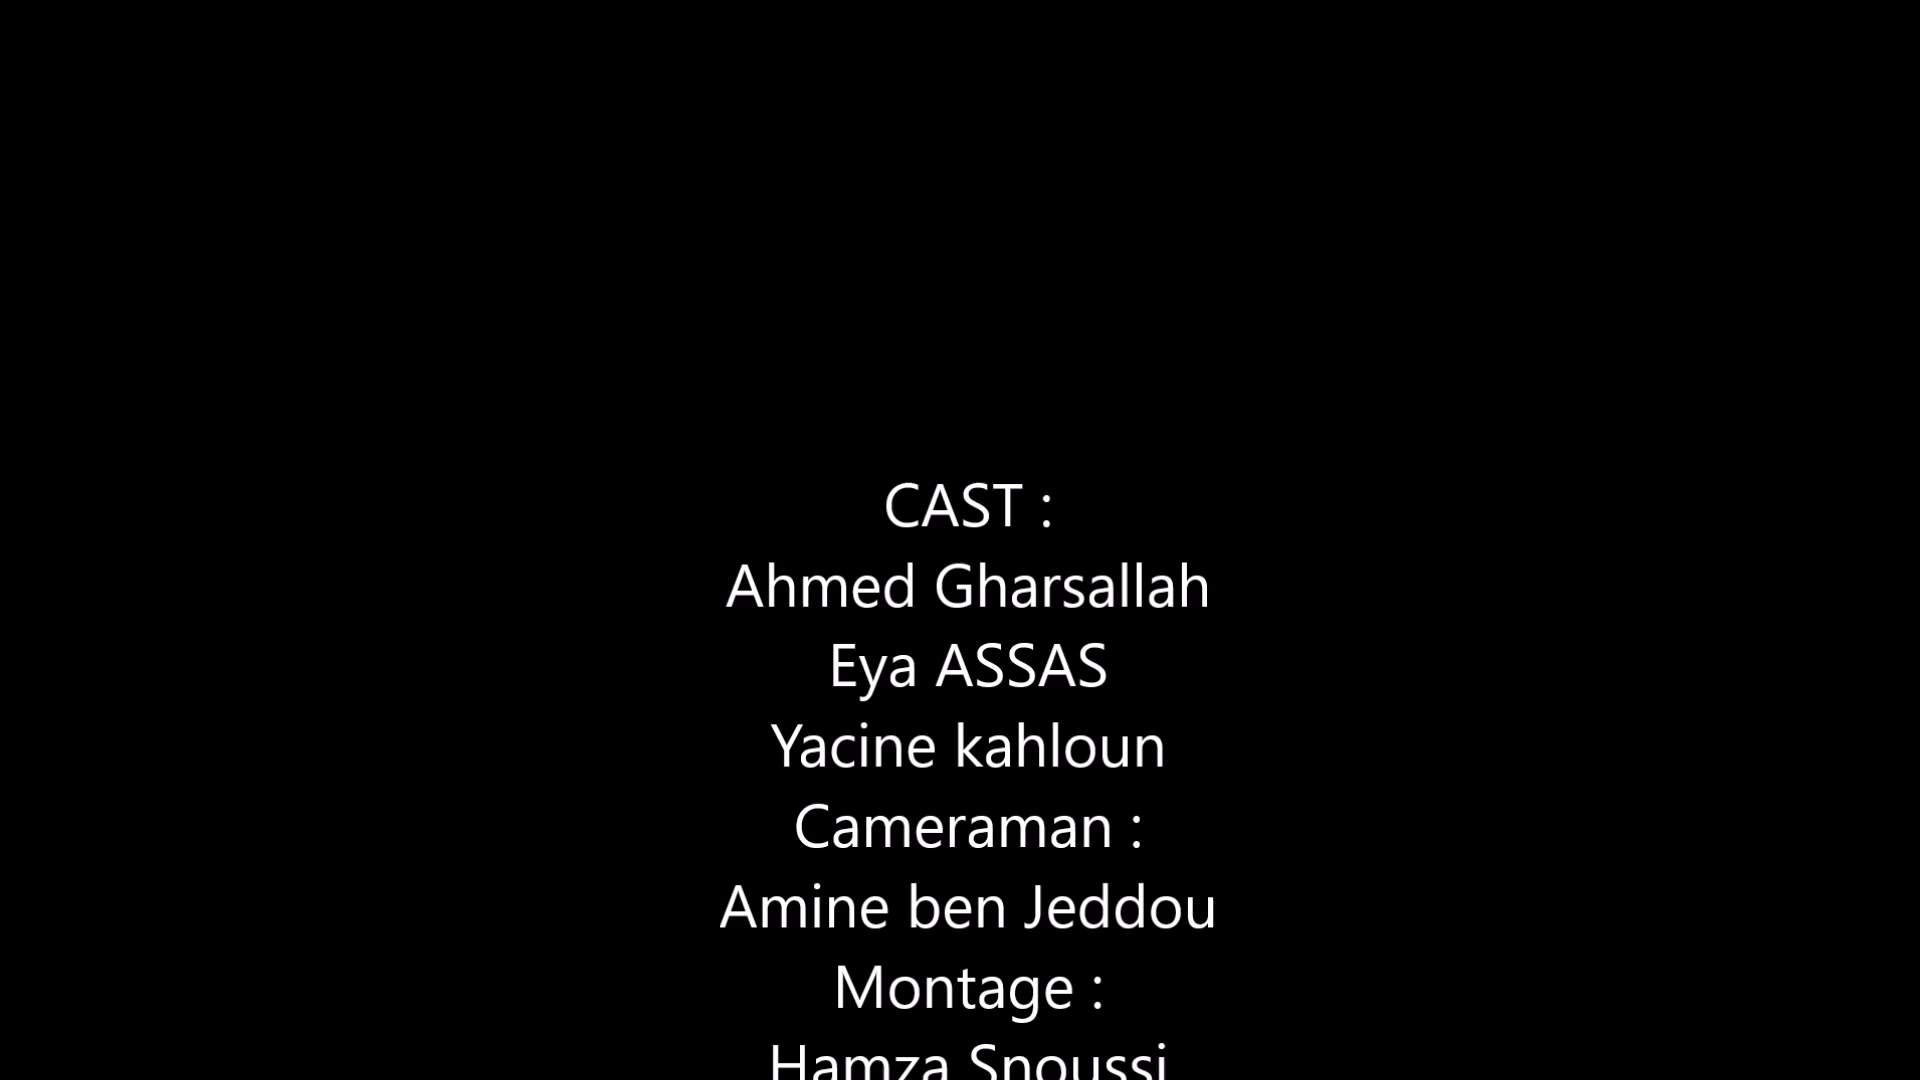 CAST :
Ahmed Gharsallah
Eya ASSAS
Yacine kahloun
Cameraman :
Amine ben Jeddou
Montage :
Hamza Snoussi